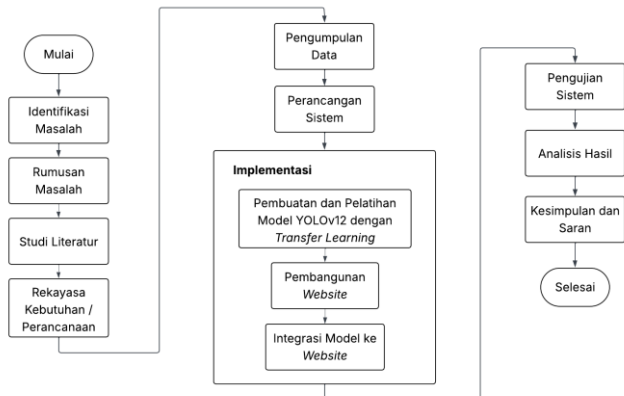 Mulai
Identifikasi
Masalah
Rumusan
Masalah
Studi Literatur
Rekayasa
Kebutuhan /
Perancanaan
Pengumpulan
Data
Perancangan
Sistem
Implementasi
Pembuatan dan Pelatihan
Model YOLOv12 dengan
Transfer Learning
Pembangunan
Website
Integrasi Model ke
Website
Pengujian
Sistem
Analisis Hasil
Kesimpulan dan
Saran
Selesai